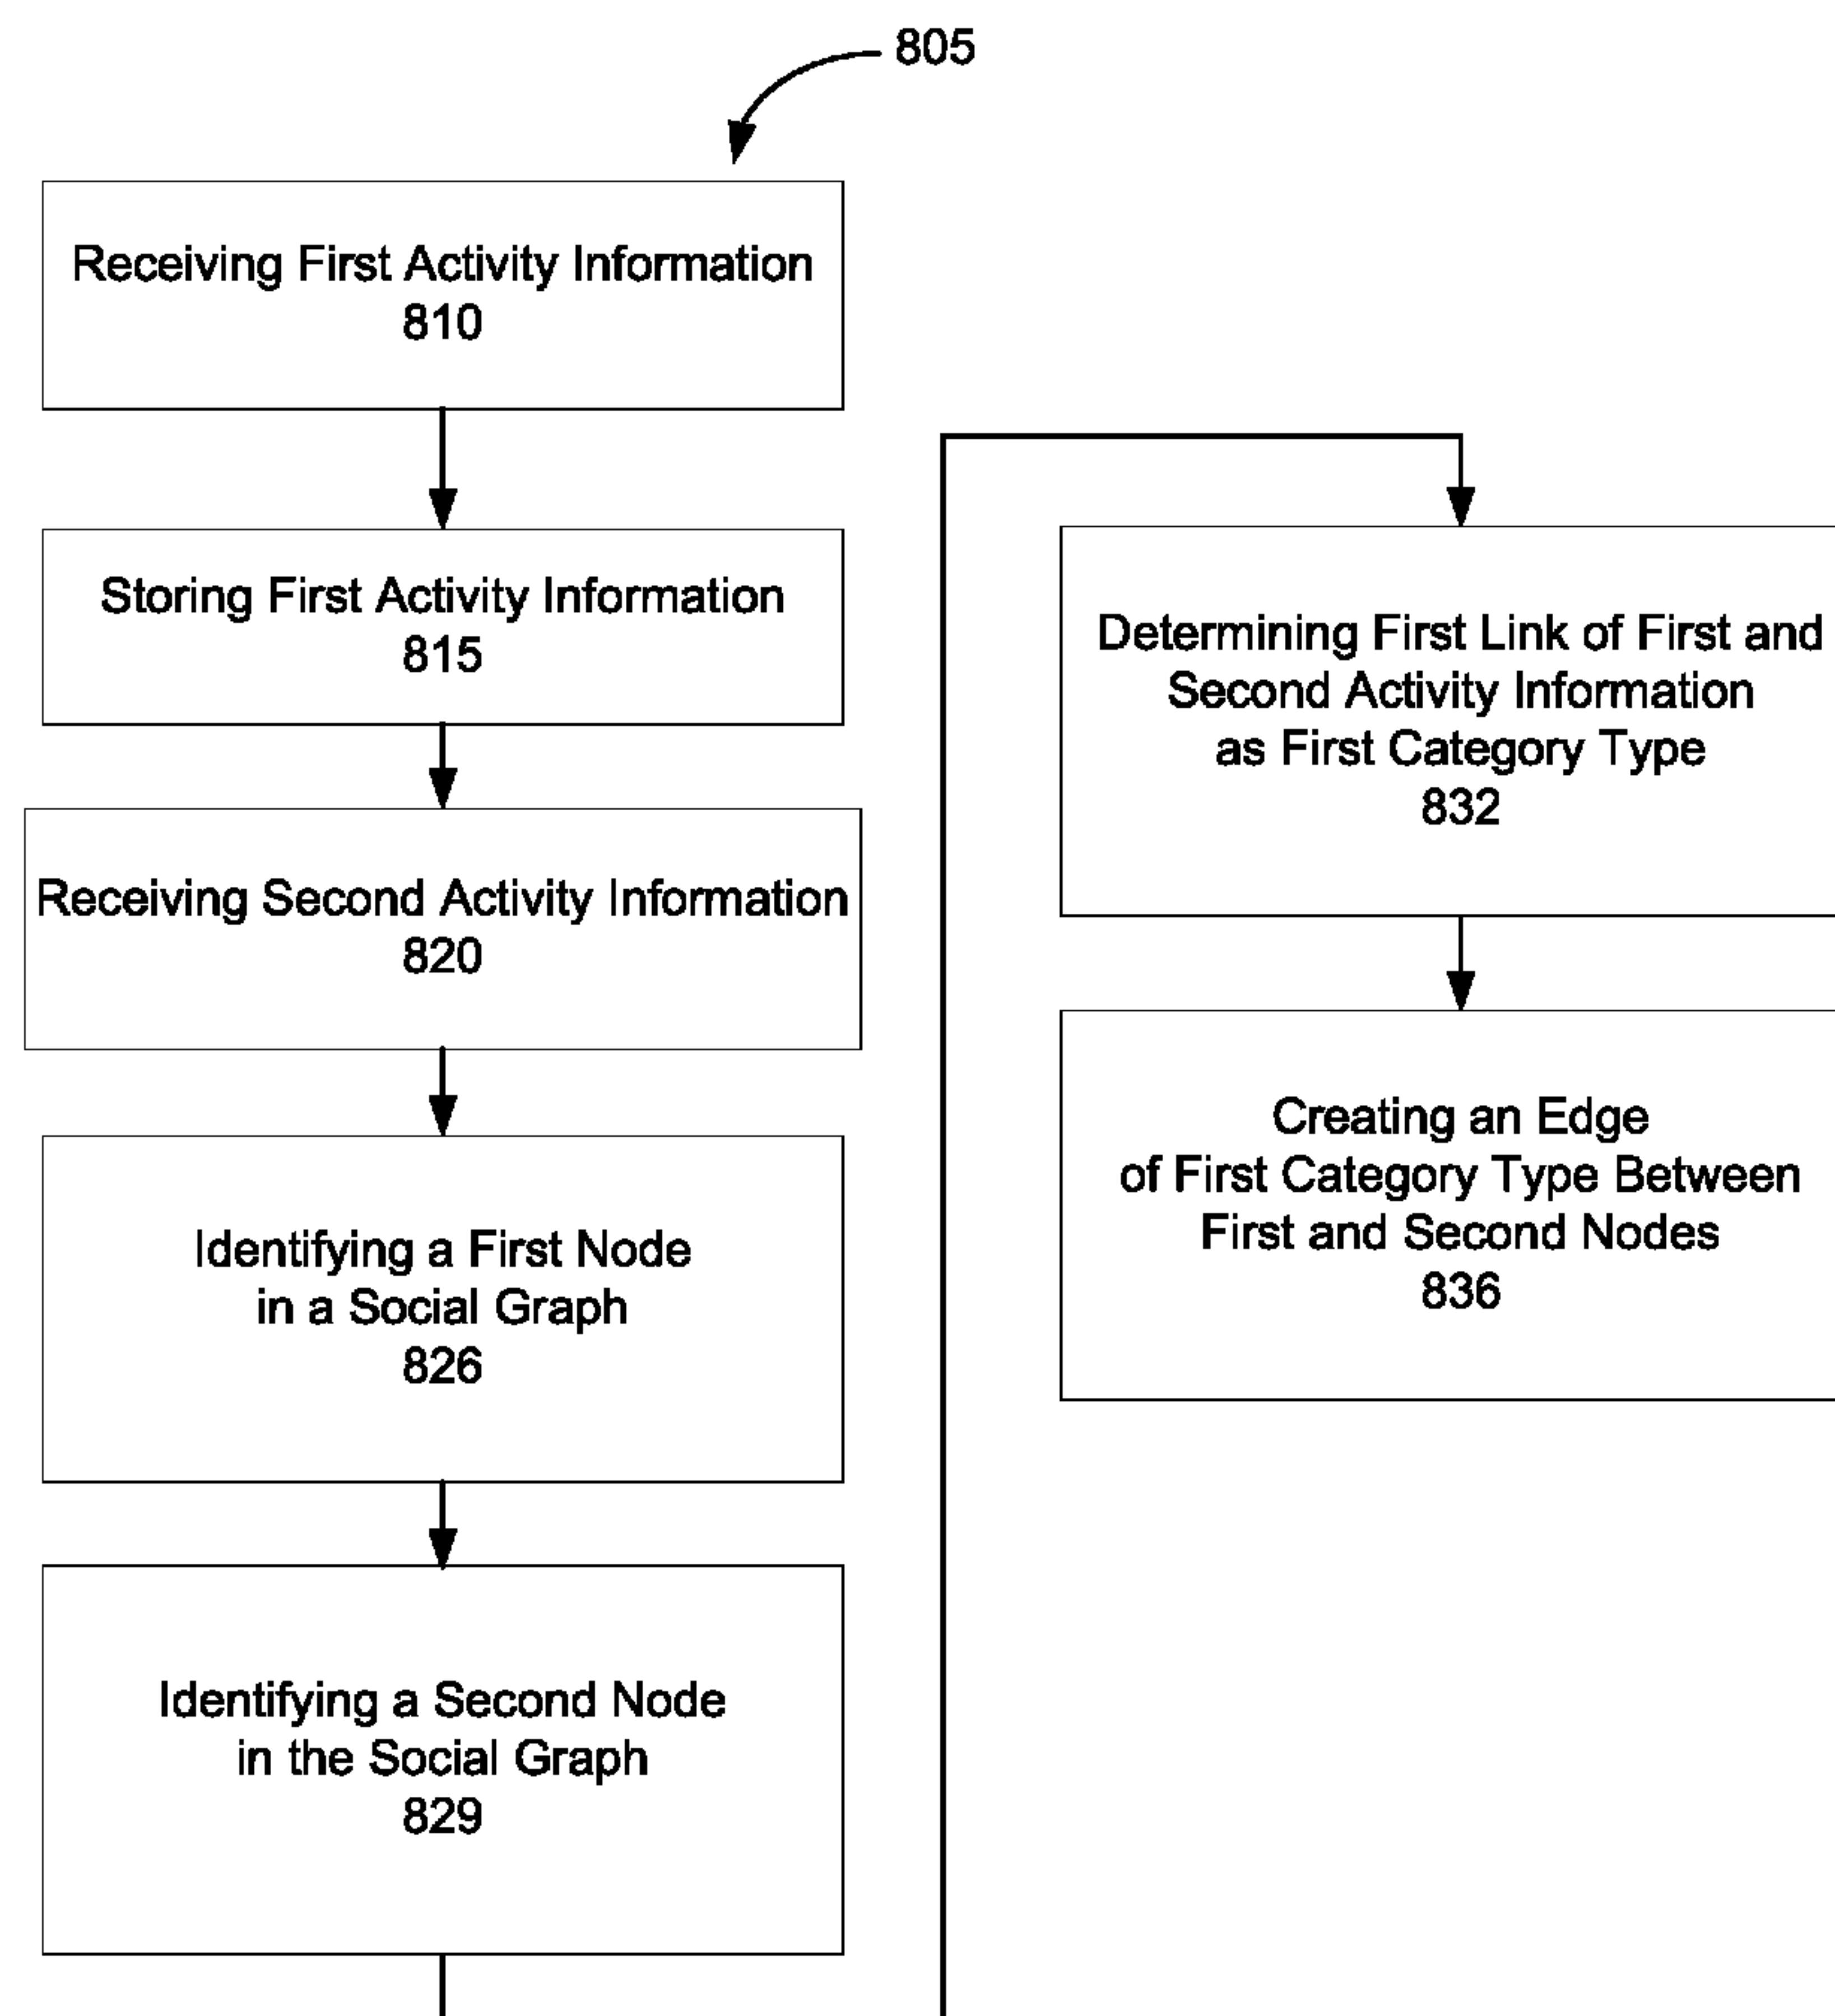 805
Receiving First Activity Information
810
Storing First Activity Information
815
Receiving Second Activity Information
820
Identifying a First Node
in a Social Graph
826
Identifying a Second Node
in the Social Graph
829
Determining First Link of First and
Second Activity Information
as First Category Type
832
Creating an Edge
of First Category Type Between
First and Second Nodes
836